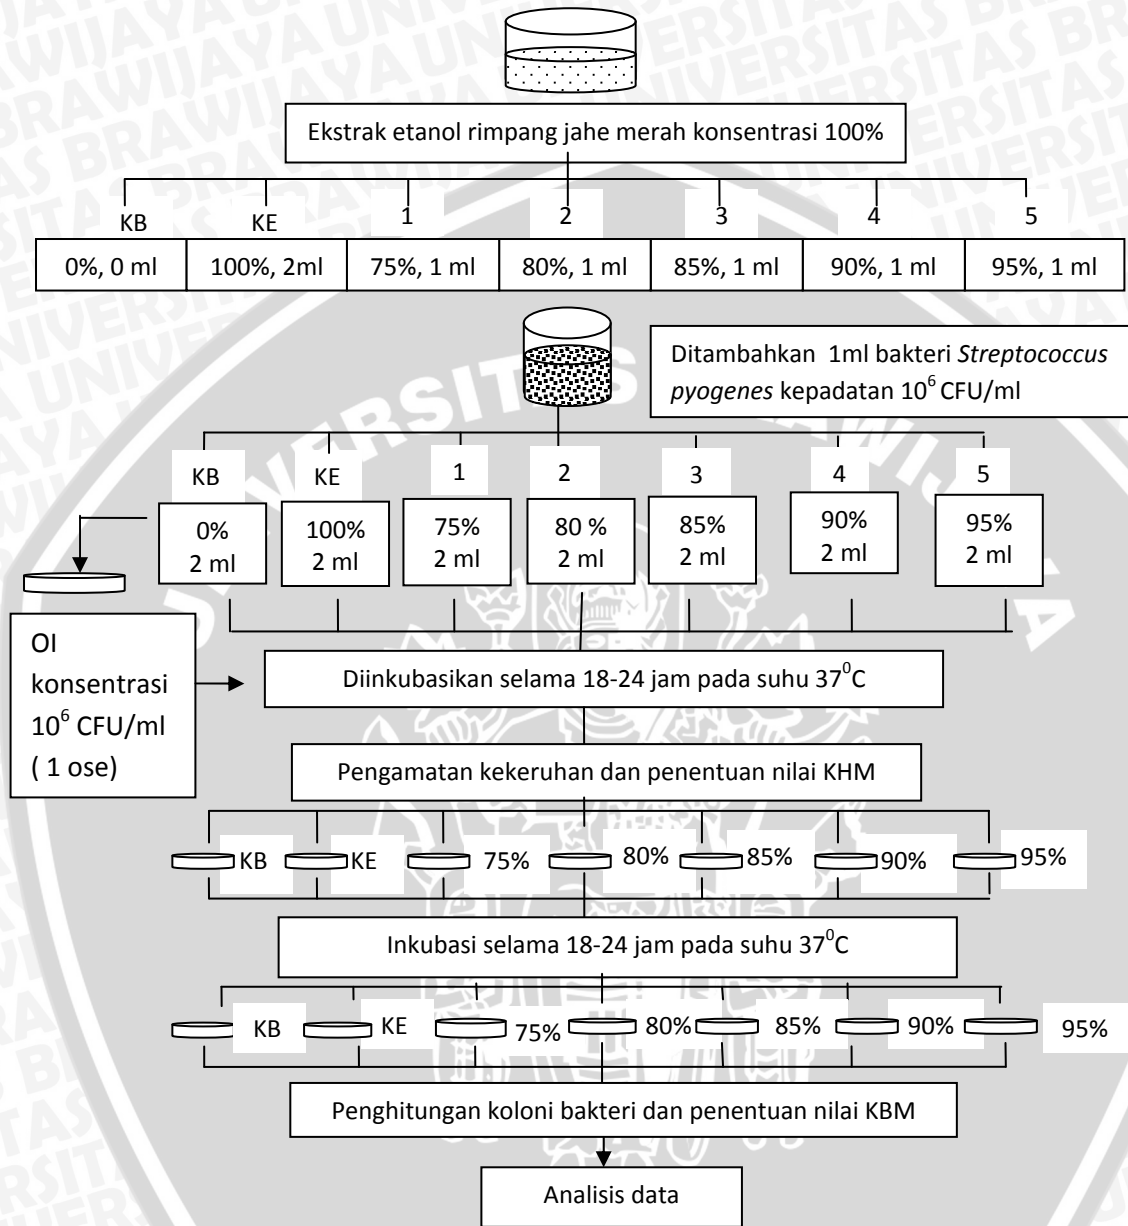 Ekstrak etanol rimpang jahe merah konsentrasi 100%
KB KE 1 2 3 4 5
0%, 0 ml 100%, 2ml 75%, 1 ml 80%, 1 ml 85%, 1 ml 90%, 1 ml 95%, 1 ml
Ditambahkan 1ml bakteri Streptococcus
pyogenes kepadatan 10⁶ CFU/ml
KB KE 1 2 3 4 5
0% 100% 75% 80 % 85% 90% 95%
2 ml 2 ml 2 ml 2 ml 2 ml 2 ml 2 ml
OI
konsentrasi
10⁶ CFU/ml
( 1 ose)
Diinkubasikan selama 18-24 jam pada suhu 37⁰C
Pengamatan kekeruhan dan penentuan nilai KHM
KB KE 75% 80% 85% 90% 95%
Inkubasi selama 18-24 jam pada suhu 37⁰C
KB KE 75% 80% 85% 90% 95%
Penghitungan koloni bakteri dan penentuan nilai KBM
Analisis data